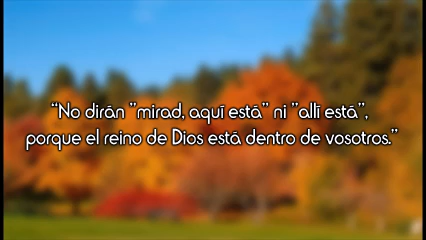 “No dirán "mirad, aquí está" ni "allí está",
porque el reino de Dios está dentro de vosotros.”